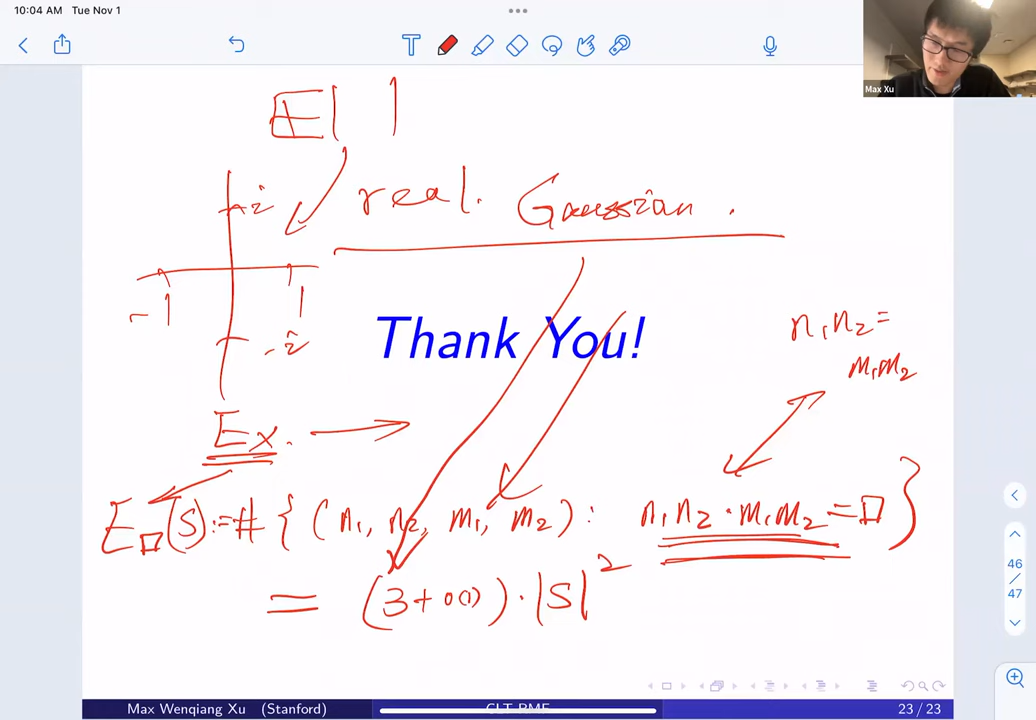 10:04 AM Tue Nov 1
Max Xu
E| |
i
real. Gaussian.
-1 1
-i
Thank You!
n₁n₂ =
m₁m₂
Ex.
E□(S) := # { (n₁, n₂, m₁, m₂) : n₁n₂ · m₁m₂ = □ }
= (3 + o(1)) · |S|²
46
/
47
Max Wenqiang Xu (Stanford) CLT RMF 23 / 23